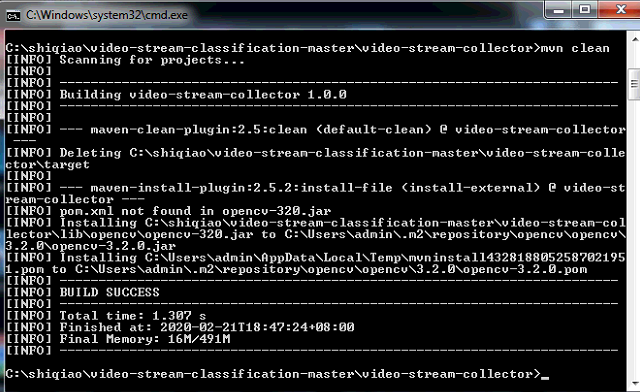 C:\Windows\system32\cmd.exe
C:\shiqiao\video-stream-classification-master\video-stream-collector>mvn clean
[INFO] Scanning for projects...
[INFO]
[INFO] ------------------------------------------------------------------------
[INFO] Building video-stream-collector 1.0.0
[INFO] ------------------------------------------------------------------------
[INFO]
[INFO] --- maven-clean-plugin:2.5:clean (default-clean) @ video-stream-collector
 ---
[INFO] Deleting C:\shiqiao\video-stream-classification-master\video-stream-colle
ctor\target
[INFO]
[INFO] --- maven-install-plugin:2.5.2:install-file (install-external) @ video-st
ream-collector ---
[INFO] pom.xml not found in opencv-320.jar
[INFO] Installing C:\shiqiao\video-stream-classification-master\video-stream-col
lector\lib\opencv\opencv-320.jar to C:\Users\admin\.m2\repository\opencv\opencv\
3.2.0\opencv-3.2.0.jar
[INFO] Installing C:\Users\admin\AppData\Local\Temp\mvninstall432818805258702195
1.pom to C:\Users\admin\.m2\repository\opencv\opencv\3.2.0\opencv-3.2.0.pom
[INFO] ------------------------------------------------------------------------
[INFO] BUILD SUCCESS
[INFO] ------------------------------------------------------------------------
[INFO] Total time: 1.307 s
[INFO] Finished at: 2020-02-21T18:47:24+08:00
[INFO] Final Memory: 16M/491M
[INFO] ------------------------------------------------------------------------
C:\shiqiao\video-stream-classification-master\video-stream-collector>_